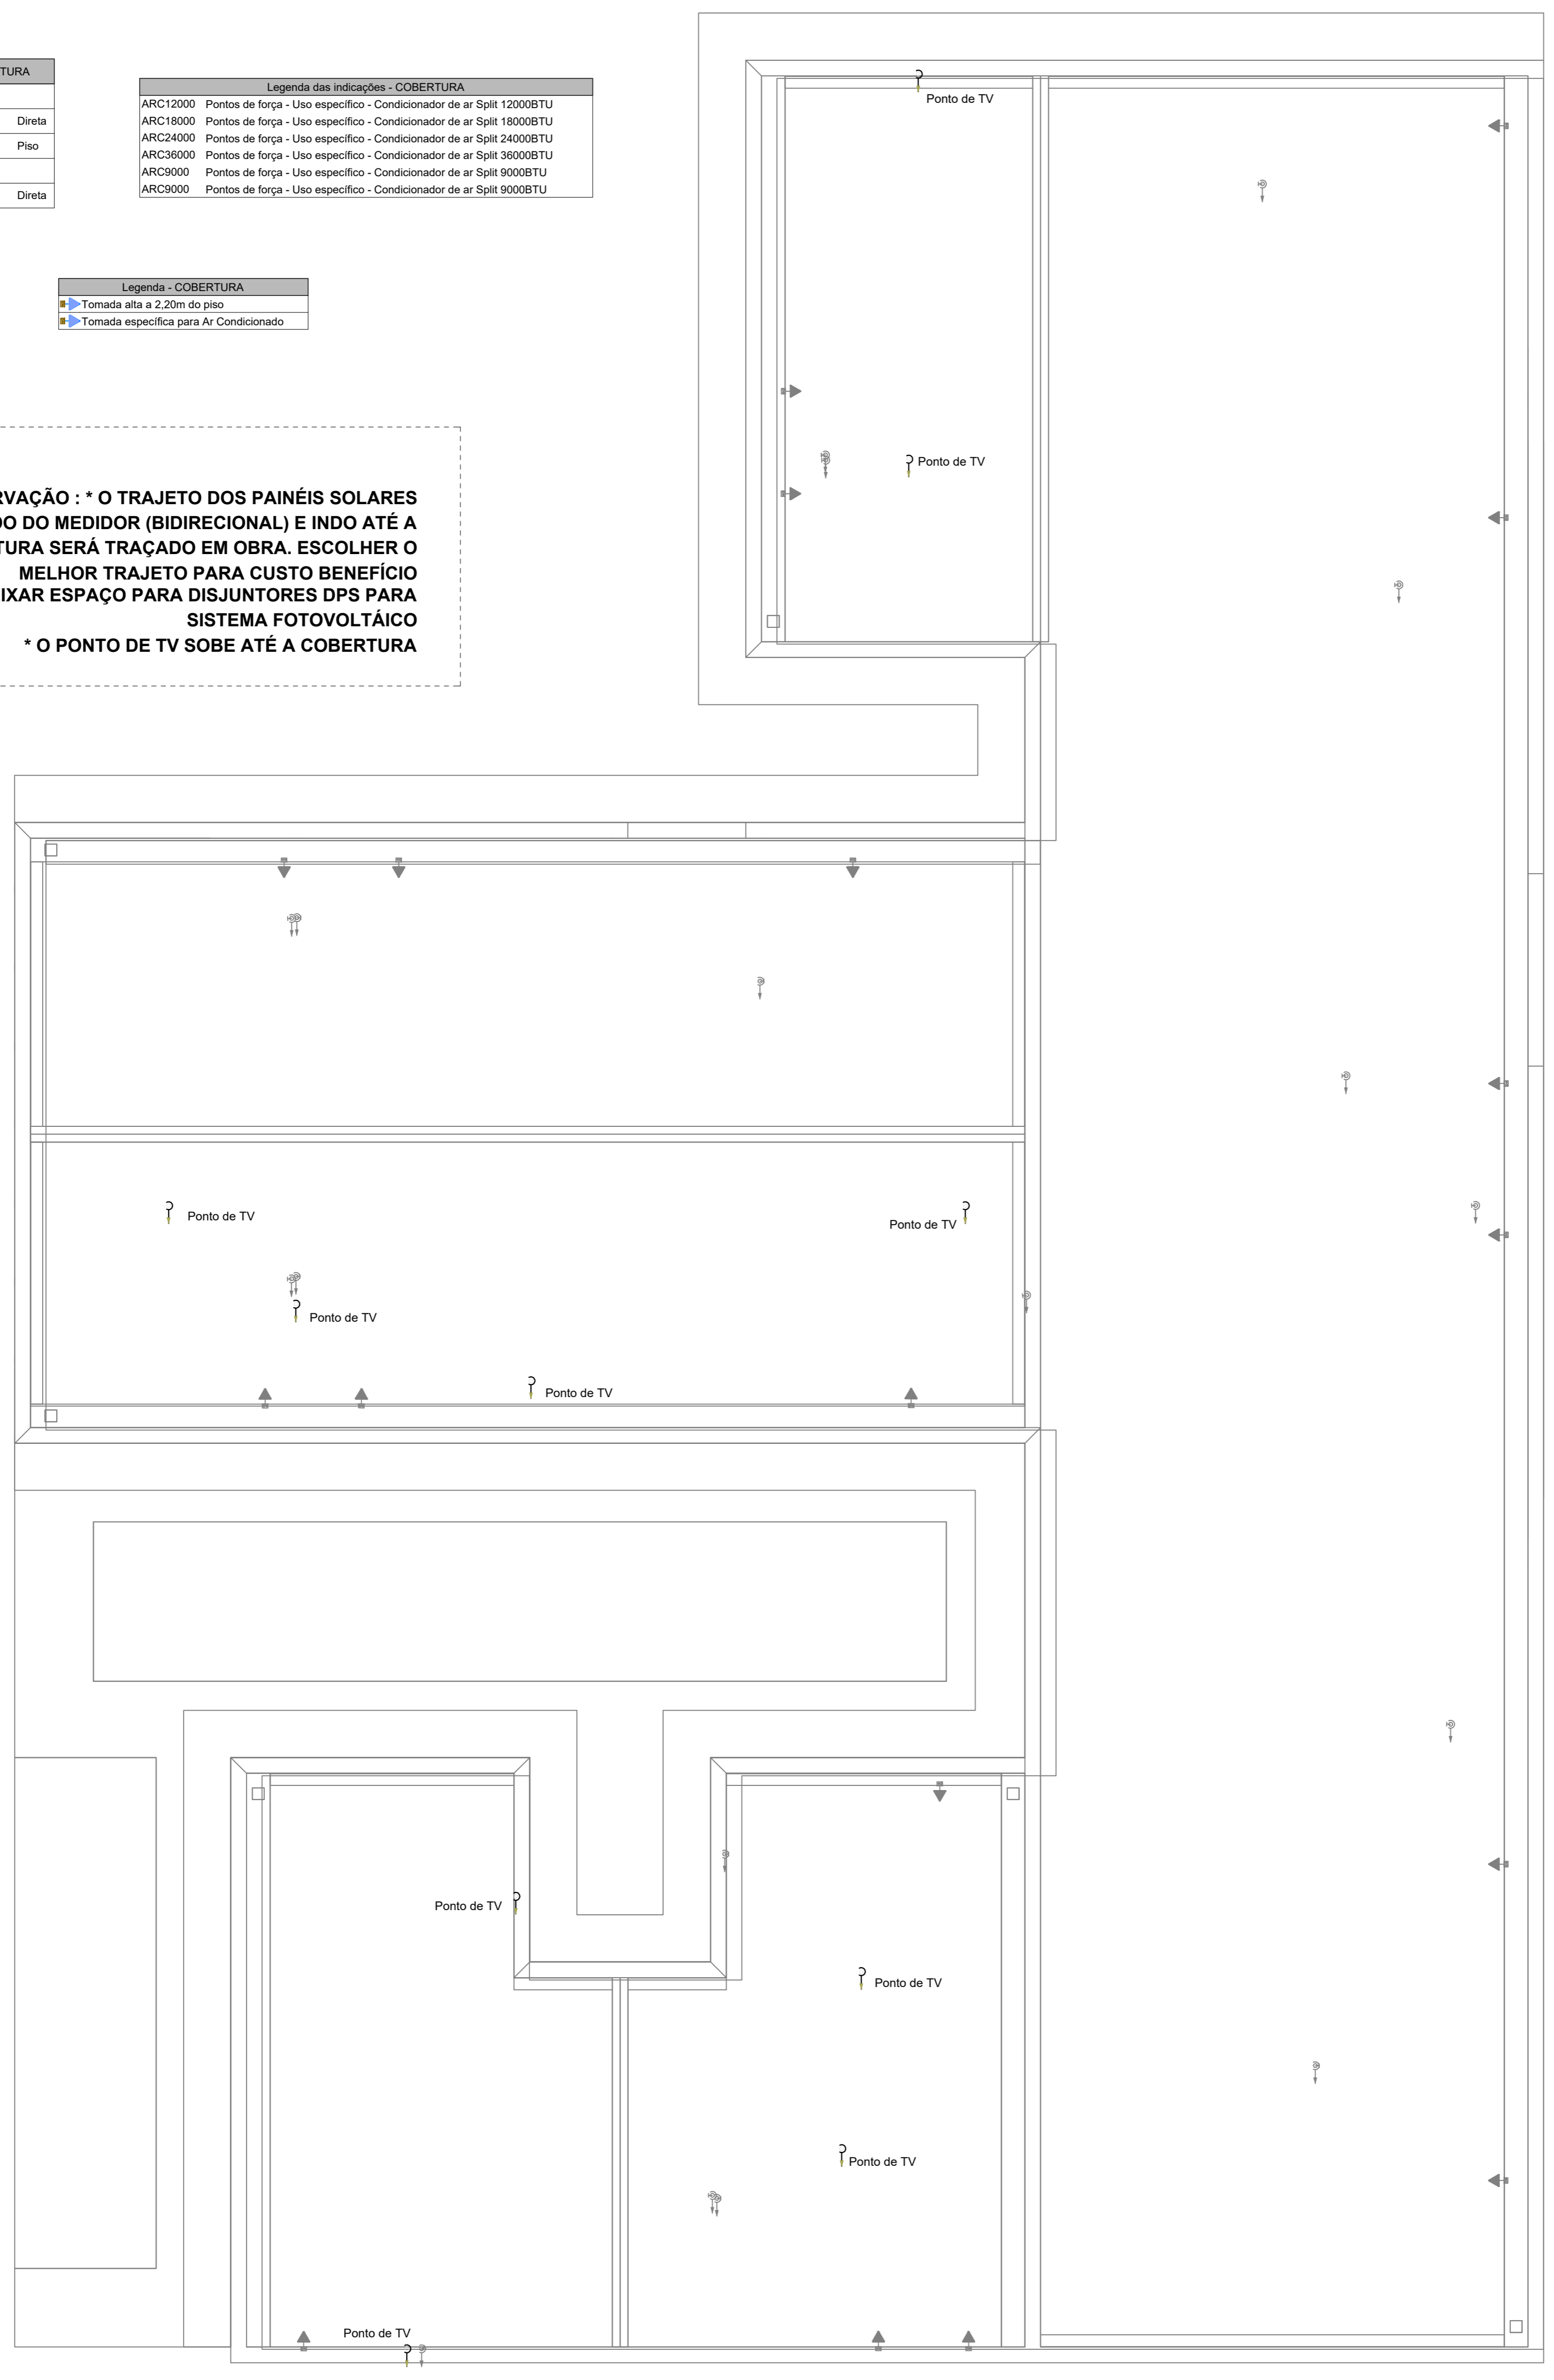 TURA
Direta
Piso
Direta
Legenda das indicações - COBERTURA
ARC12000 Pontos de força - Uso específico - Condicionador de ar Split 12000BTU
ARC18000 Pontos de força - Uso específico - Condicionador de ar Split 18000BTU
ARC24000 Pontos de força - Uso específico - Condicionador de ar Split 24000BTU
ARC36000 Pontos de força - Uso específico - Condicionador de ar Split 36000BTU
ARC9000 Pontos de força - Uso específico - Condicionador de ar Split 9000BTU
ARC9000 Pontos de força - Uso específico - Condicionador de ar Split 9000BTU
Legenda - COBERTURA
Tomada alta a 2,20m do piso
Tomada específica para Ar Condicionado
RVAÇÃO : * O TRAJETO DOS PAINÉIS SOLARES
DO DO MEDIDOR (BIDIRECIONAL) E INDO ATÉ A
TURA SERÁ TRAÇADO EM OBRA. ESCOLHER O
MELHOR TRAJETO PARA CUSTO BENEFÍCIO
IXAR ESPAÇO PARA DISJUNTORES DPS PARA
SISTEMA FOTOVOLTÁICO
* O PONTO DE TV SOBE ATÉ A COBERTURA
Ponto de TV
Ponto de TV
Ponto de TV
Ponto de TV
Ponto de TV
Ponto de TV
Ponto de TV
Ponto de TV
Ponto de TV
Ponto de TV